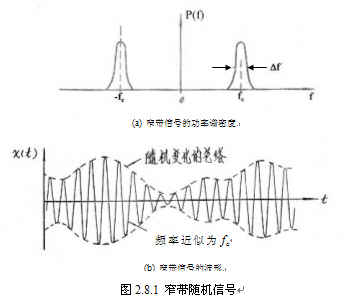 P(f)
Δf
-fc 0 fc f
(a) 窄带信号的功率谱密度。
x(t)
随机变化的包络
t
频率近似为 fc
(b) 窄带信号的波形。
图 2.8.1 窄带随机信号